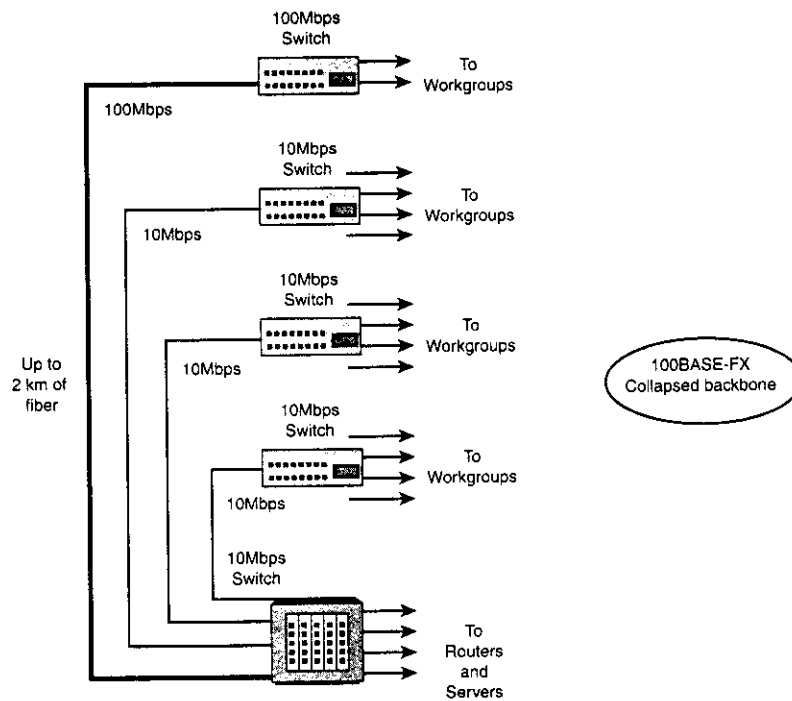 100Mbps
Switch
To
Workgroups
100Mbps
10Mbps
Switch
To
Workgroups
10Mbps
10Mbps
Switch
To
Workgroups
10Mbps
Up to
2 km of
fiber
100BASE-FX
Collapsed backbone
10Mbps
Switch
To
Workgroups
10Mbps
10Mbps
Switch
To
Routers
and
Servers